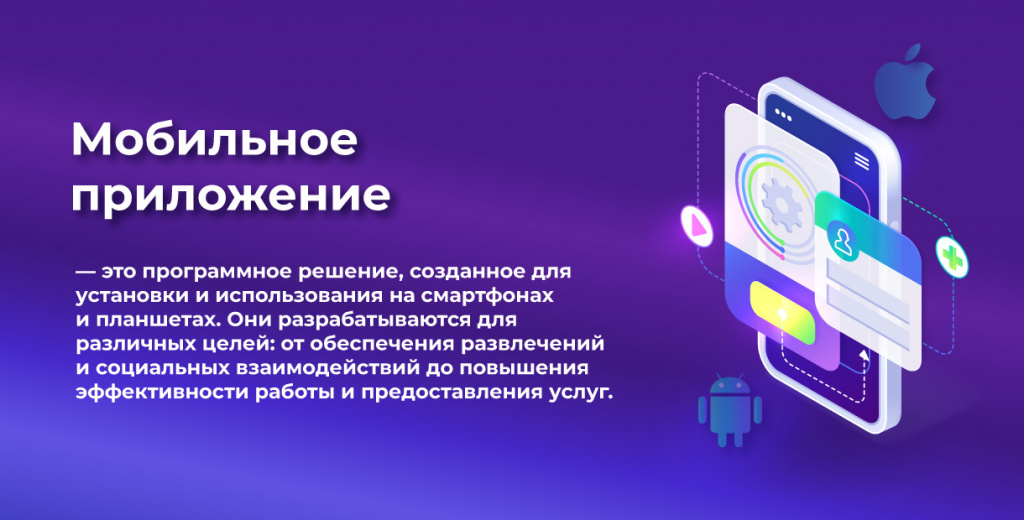 Мобильное
приложение
— это программное решение, созданное для
установки и использования на смартфонах
и планшетах. Они разрабатываются для
различных целей: от обеспечения развлечений
и социальных взаимодействий до повышения
эффективности работы и предоставления услуг.